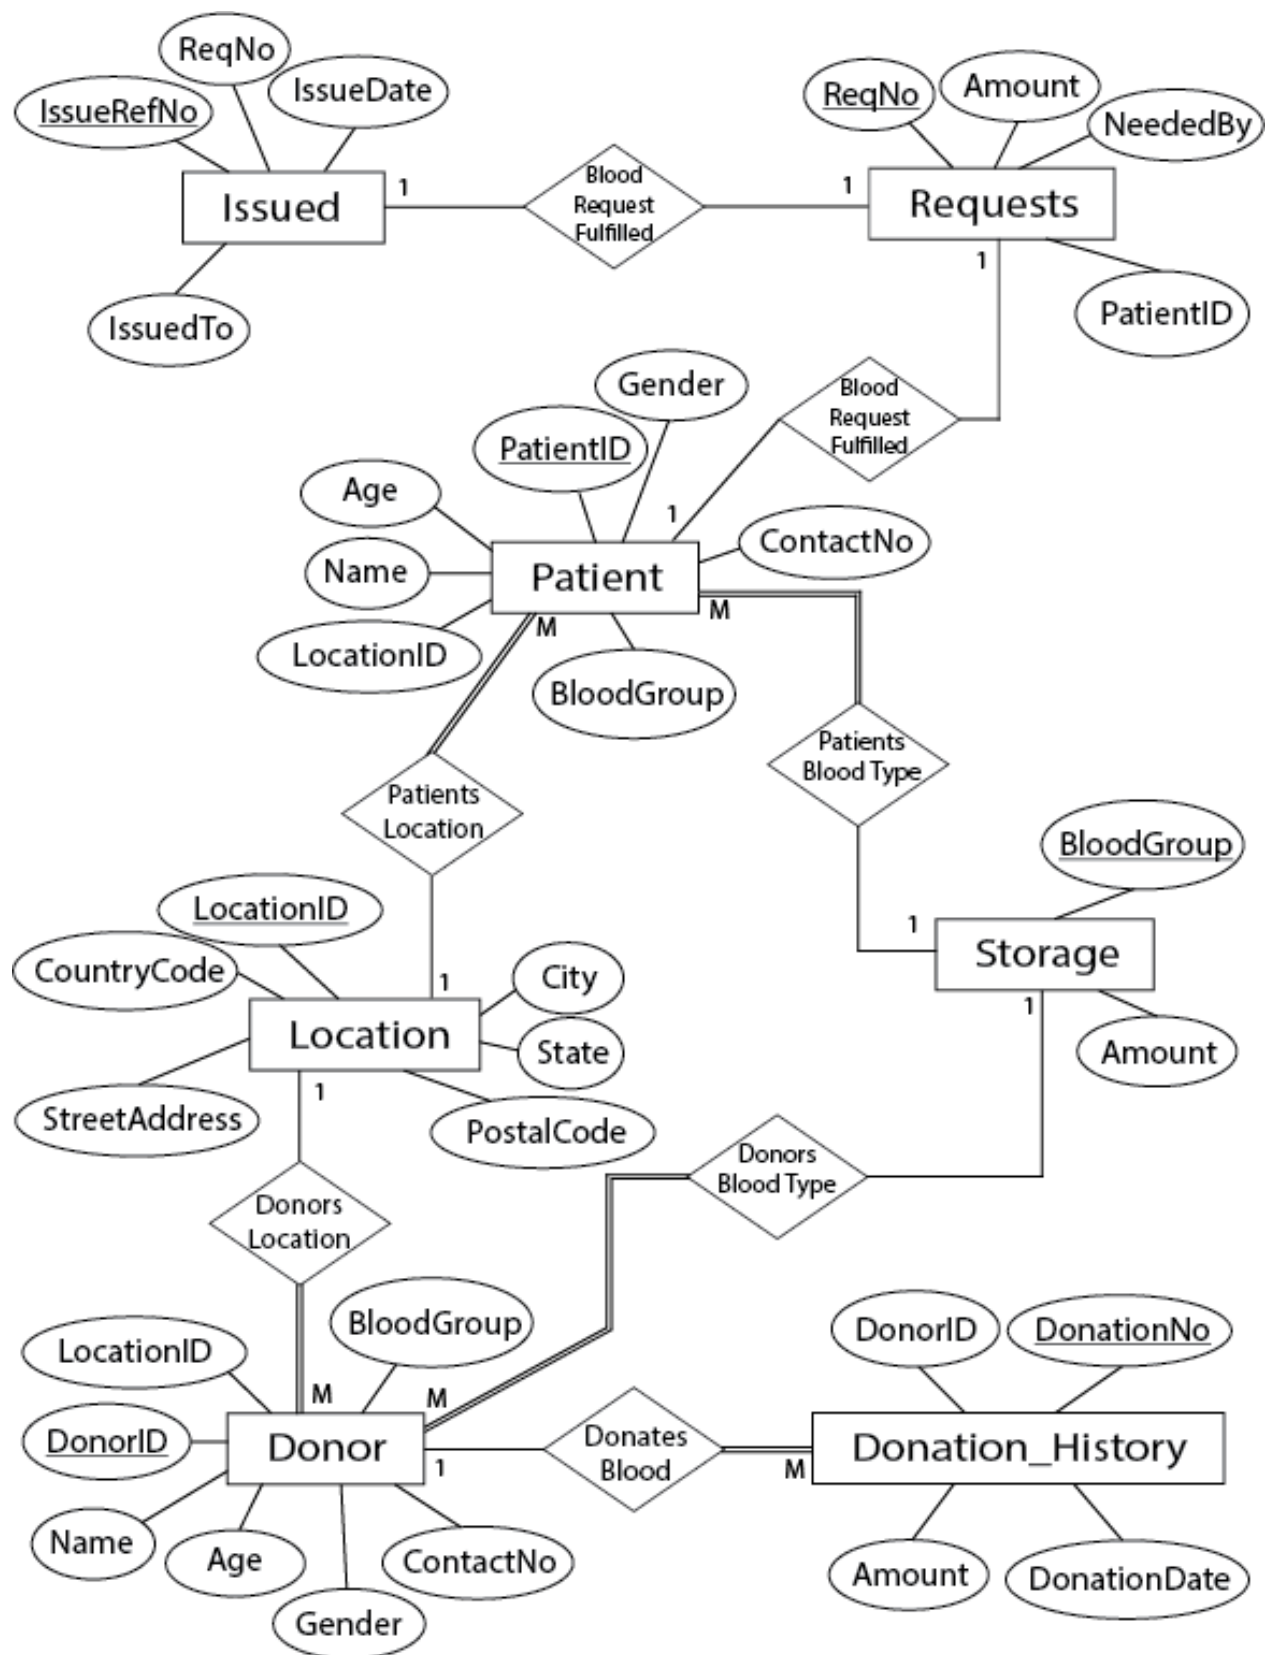 ReqNo
IssueRefNo
IssueDate
Issued
IssuedTo
1
Blood
Request
Fulfilled
1
ReqNo
Amount
NeededBy
Requests
1
PatientID
Blood
Request
Fulfilled
Gender
PatientID
Age
1
ContactNo
Name
Patient
M
M
LocationID
BloodGroup
Patients
Location
Patients
Blood Type
BloodGroup
1
Storage
1
Amount
LocationID
CountryCode
1
City
Location
State
StreetAddress
1
PostalCode
Donors
Location
Donors
Blood Type
BloodGroup
LocationID
M
M
DonorID
Donor
1
Name
Age
Gender
ContactNo
Donates
Blood
M
DonorID
DonationNo
Donation_History
Amount
DonationDate